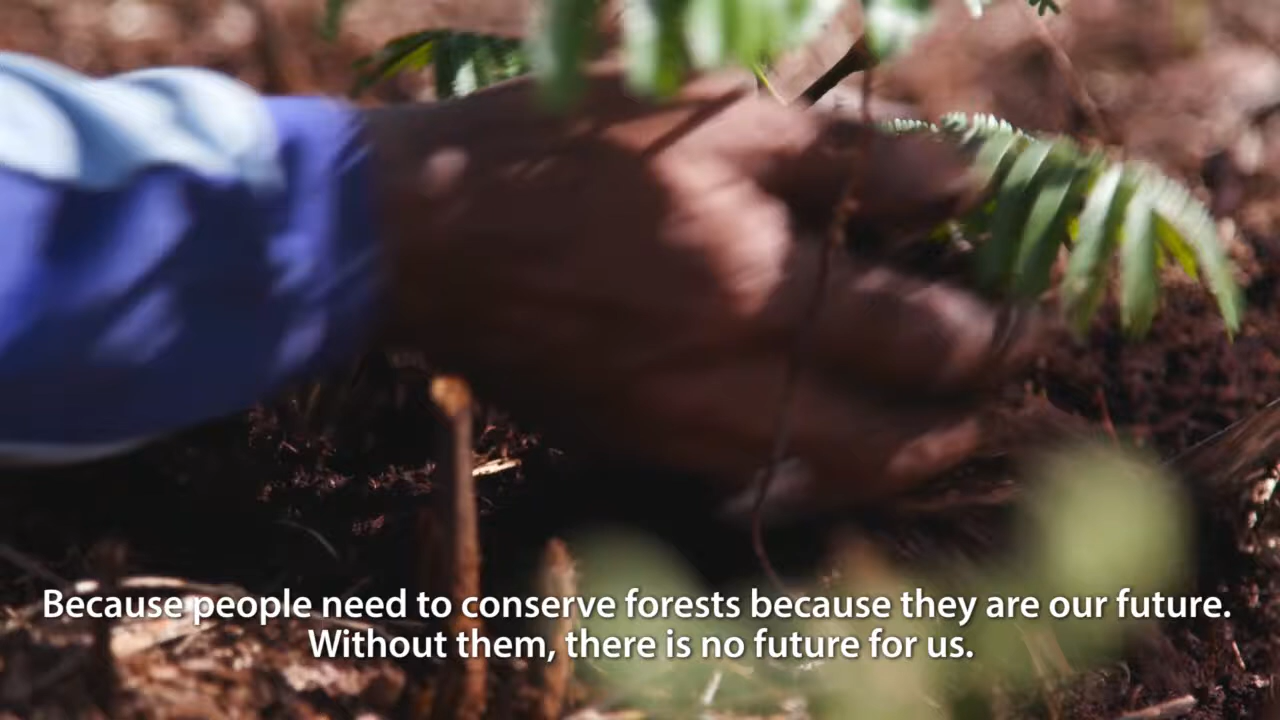 Because people need to conserve forests because they are our future.
Without them, there is no future for us.